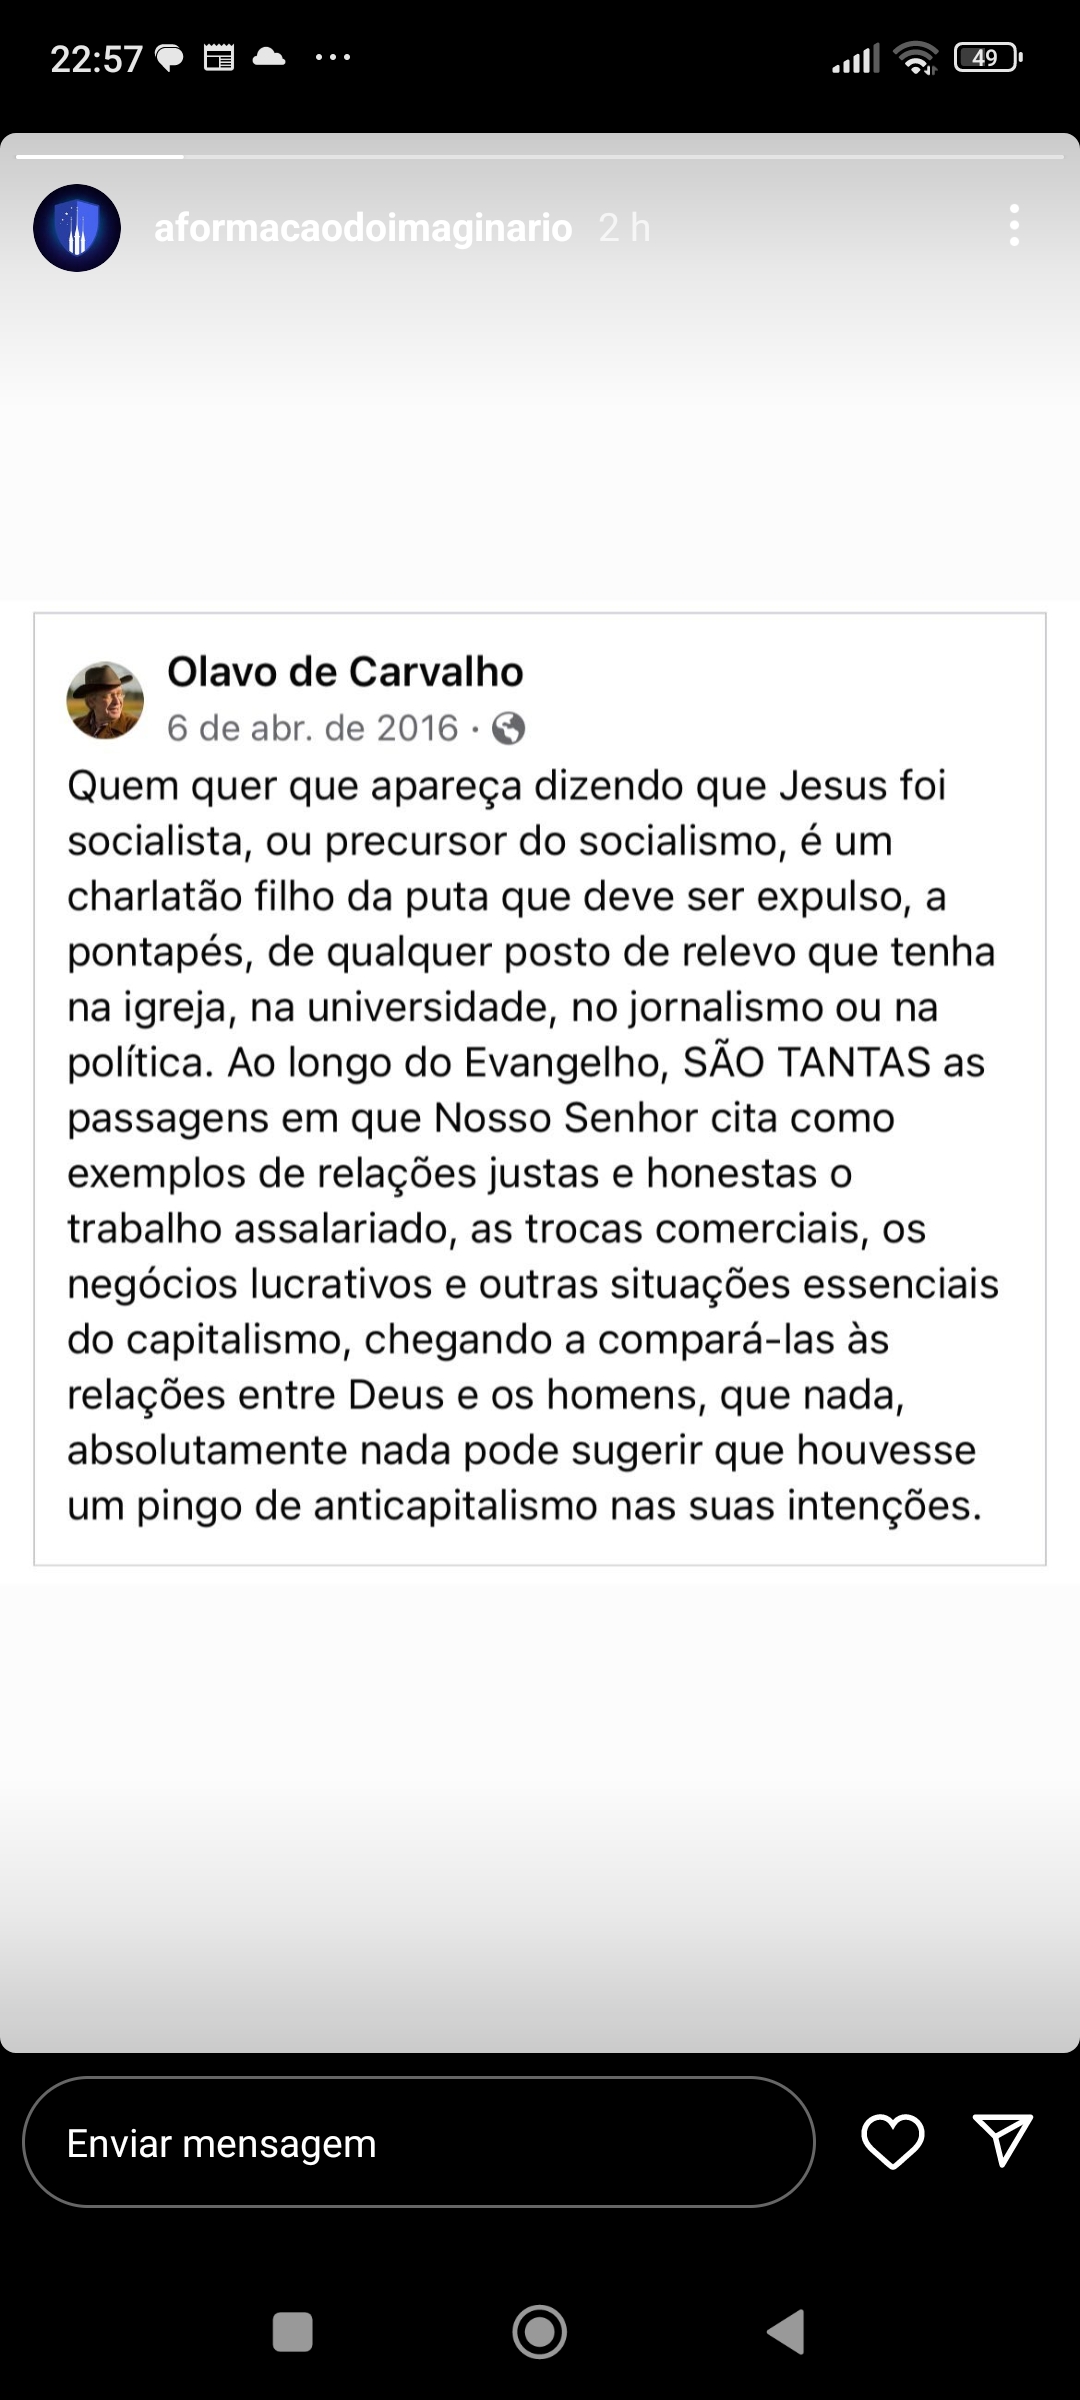 22:57
49
aformacaodoimaginario 2 h
Olavo de Carvalho
6 de abr. de 2016 ·
Quem quer que apareça dizendo que Jesus foi
socialista, ou precursor do socialismo, é um
charlatão filho da puta que deve ser expulso, a
pontapés, de qualquer posto de relevo que tenha
na igreja, na universidade, no jornalismo ou na
política. Ao longo do Evangelho, SÃO TANTAS as
passagens em que Nosso Senhor cita como
exemplos de relações justas e honestas o
trabalho assalariado, as trocas comerciais, os
negócios lucrativos e outras situações essenciais
do capitalismo, chegando a compará-las às
relações entre Deus e os homens, que nada,
absolutamente nada pode sugerir que houvesse
um pingo de anticapitalismo nas suas intenções.
Enviar mensagem